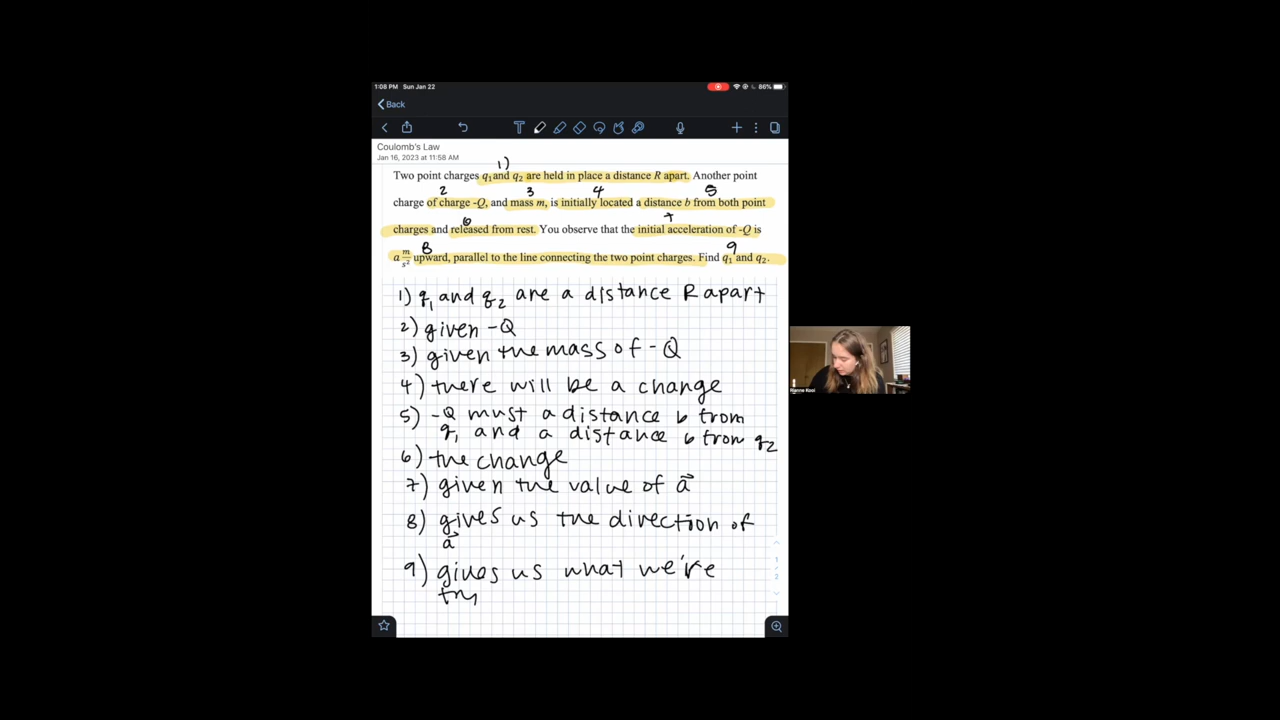 1:08 PM Sun Jan 22
86%
Back
Coulomb's Law
Jan 16, 2023 at 11:58 AM
1)
Two point charges q₁and q₂ are held in place a distance R apart. Another point
2 3 4 5
charge of charge -Q, and mass m, is initially located a distance b from both point
6 7
charges and released from rest. You observe that the initial acceleration of -Q is
8 9
a m/s² upward, parallel to the line connecting the two point charges. Find q₁ and q₂.
1) q₁ and q₂ are a distance R apart
2) given -Q
3) given the mass of -Q
4) there will be a change
5) -Q must a distance b from
q₁ and a distance b from q₂
6) the change
7) given the value of a⃗
8) gives us the direction of
a⃗
9) gives us what we're
try
1
2
Rianne Kooi